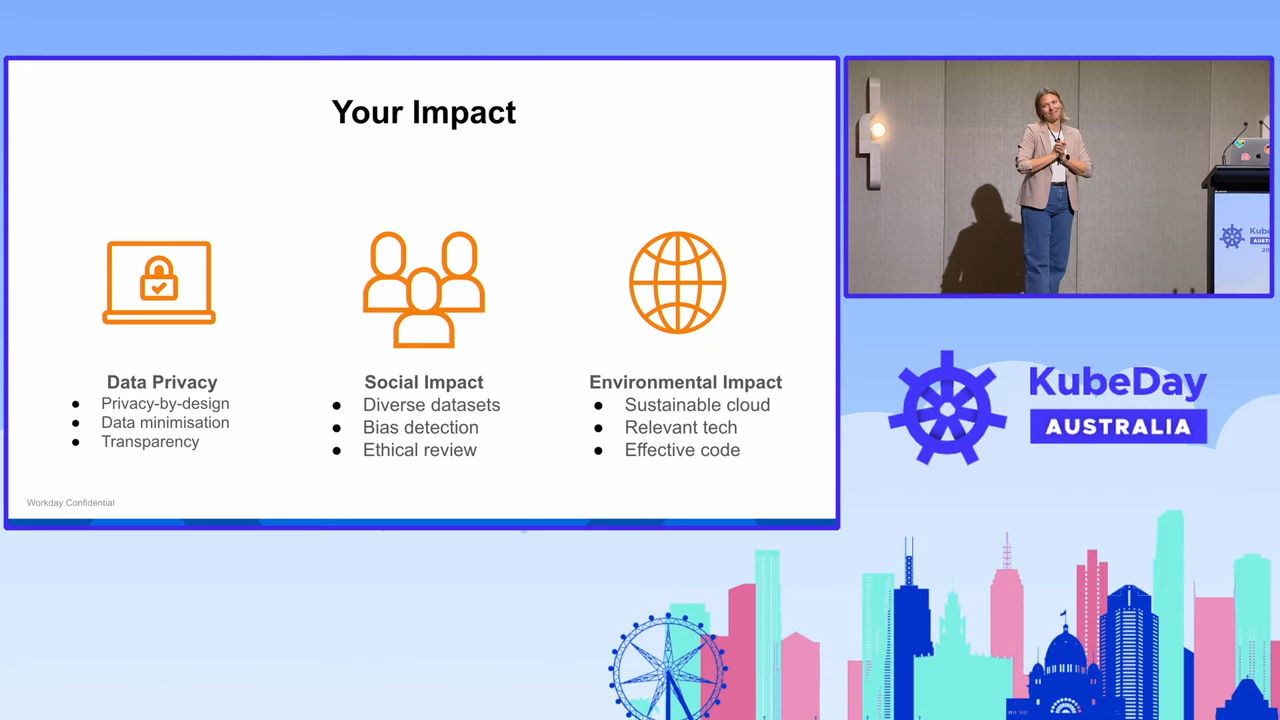 Your Impact
Data Privacy
● Privacy-by-design
● Data minimisation
● Transparency
Social Impact
● Diverse datasets
● Bias detection
● Ethical review
Environmental Impact
● Sustainable cloud
● Relevant tech
● Effective code
Workday Confidential
KubeDay
AUSTRALIA